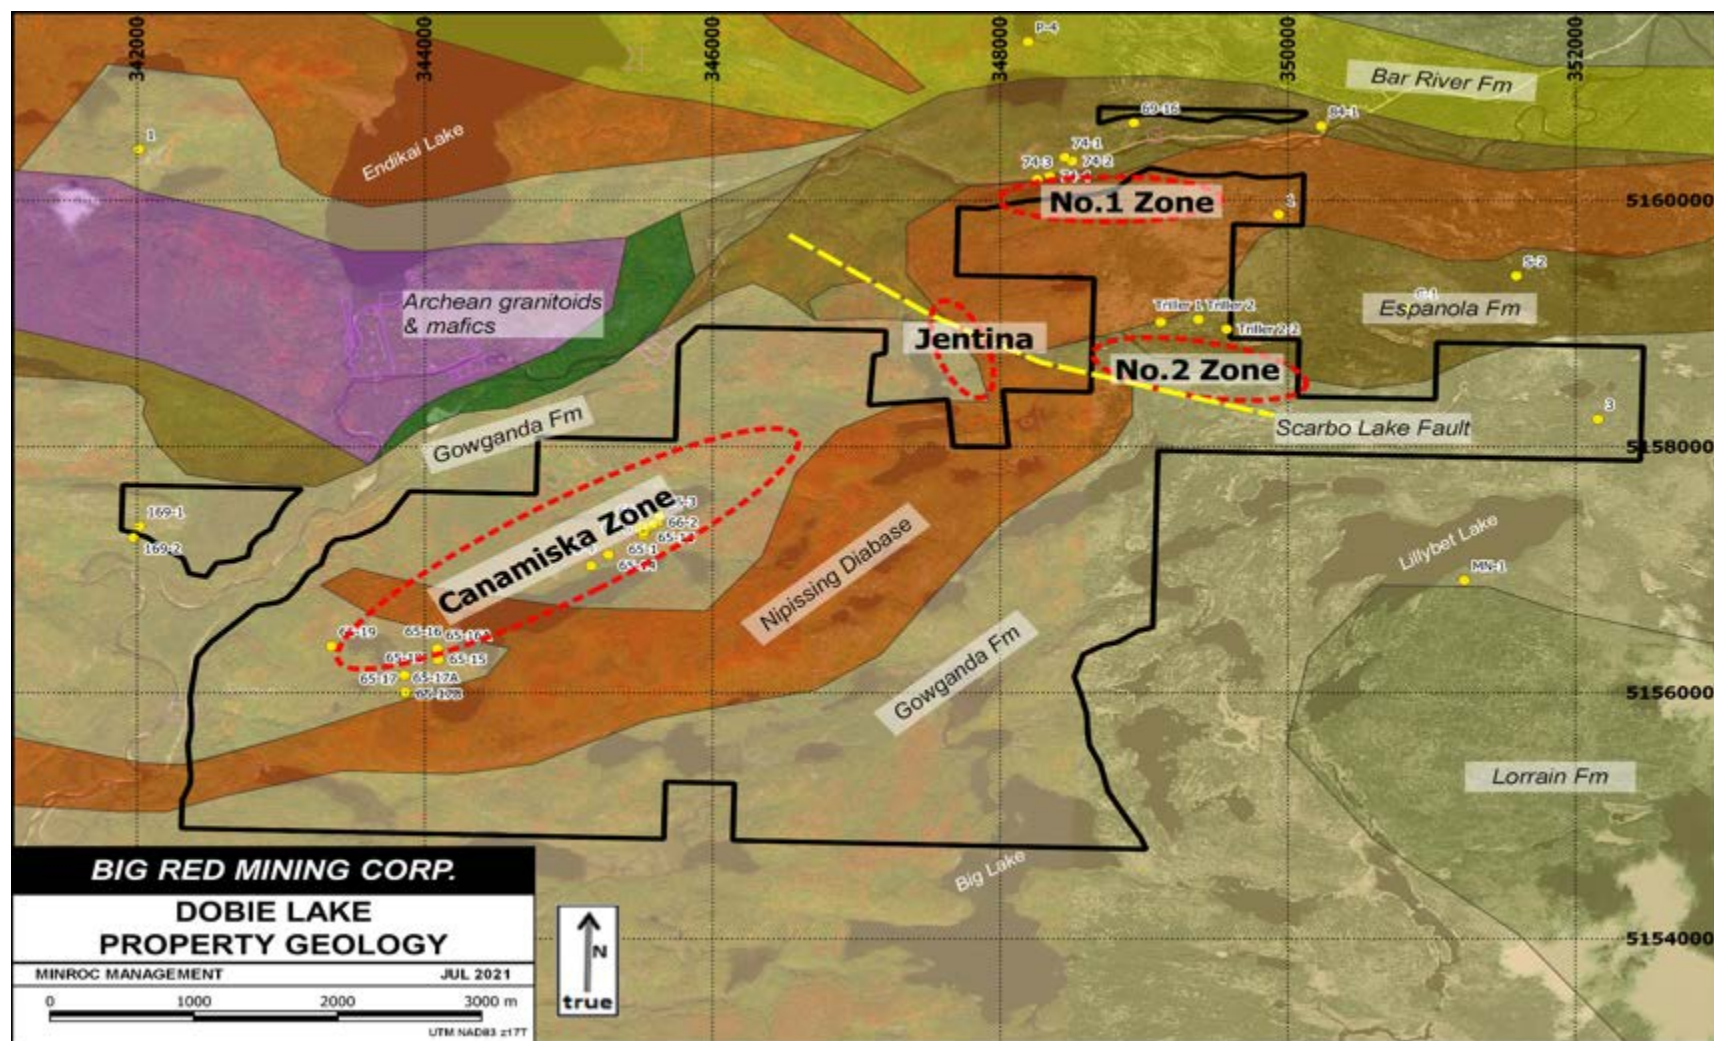 342000
344000
346000
348000
350000
352000
P-4
Bar River Fm
1
Endikai Lake
69-16
84-1
74-1
74-3
74-2
No.1 Zone
5160000
Archean granitoids
& mafics
S-2
Triller 1
Triller 2
Espanola Fm
Triller 2-2
Jentina
No.2 Zone
3
Scarbo Lake Fault
Gowganda Fm
5158000
169-1
169-2
66-2
65-1
Canamiska Zone
Nipissing Diabase
Lillybet Lake
MN-1
65-16
65-16A
65-15
65-17
65-17A
65-17B
Gowganda Fm
5156000
Lorrain Fm
Big Lake
5154000
BIG RED MINING CORP.
DOBIE LAKE
PROPERTY GEOLOGY
MINROC MANAGEMENT
JUL 2021
0
1000
2000
3000 m
UTM NAD83 z17T
N
true